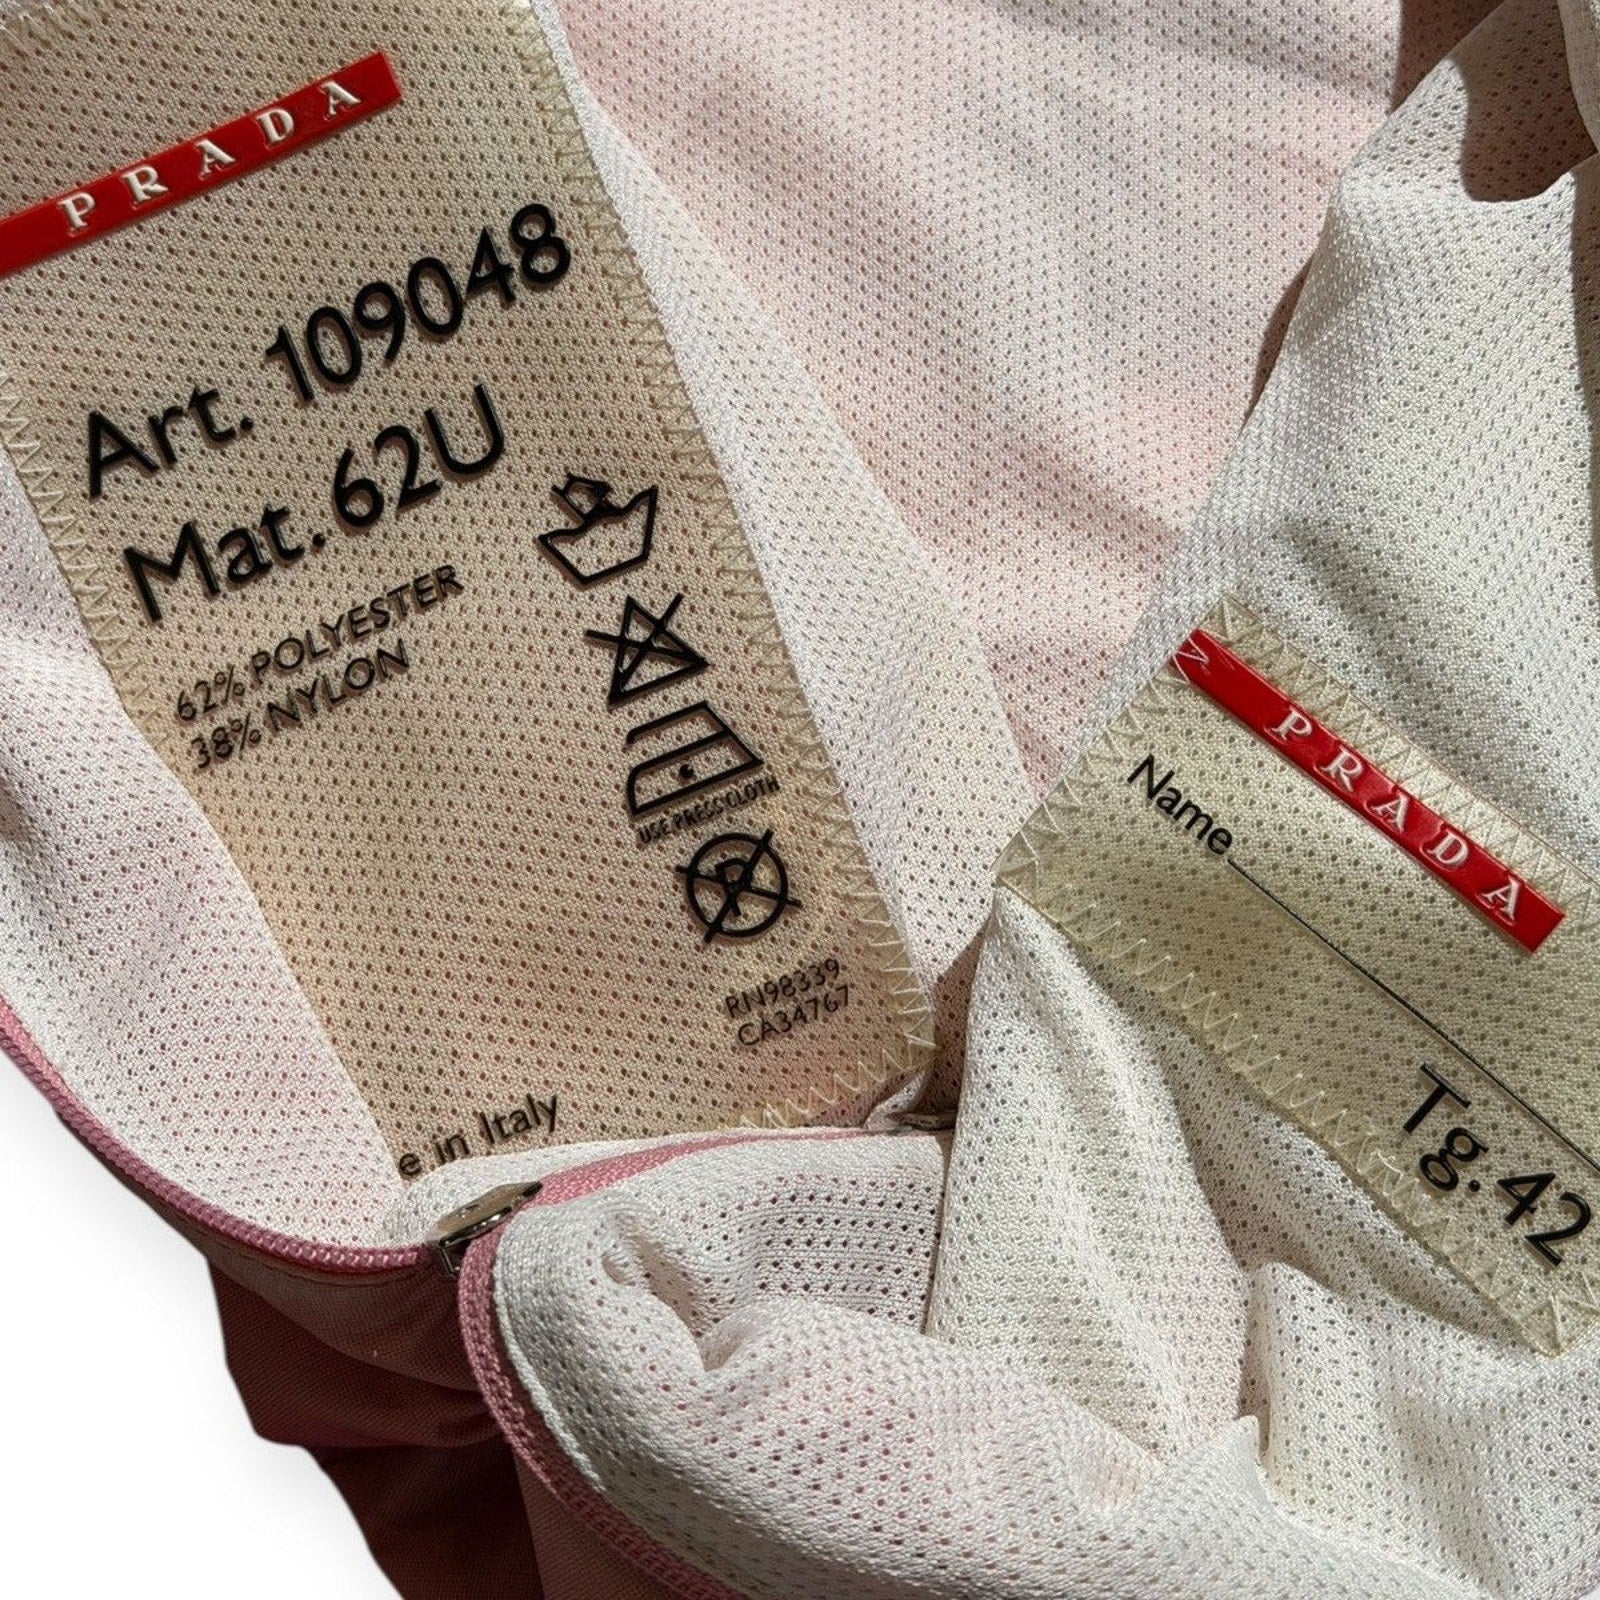 PRADA
Art. 109048
Mat. 62U
62% POLYESTER
38% NYLON
USE PRESS CLOTH
P
RN98339
CA34767
e in Italy
A PRADA
Name
Tg. 42